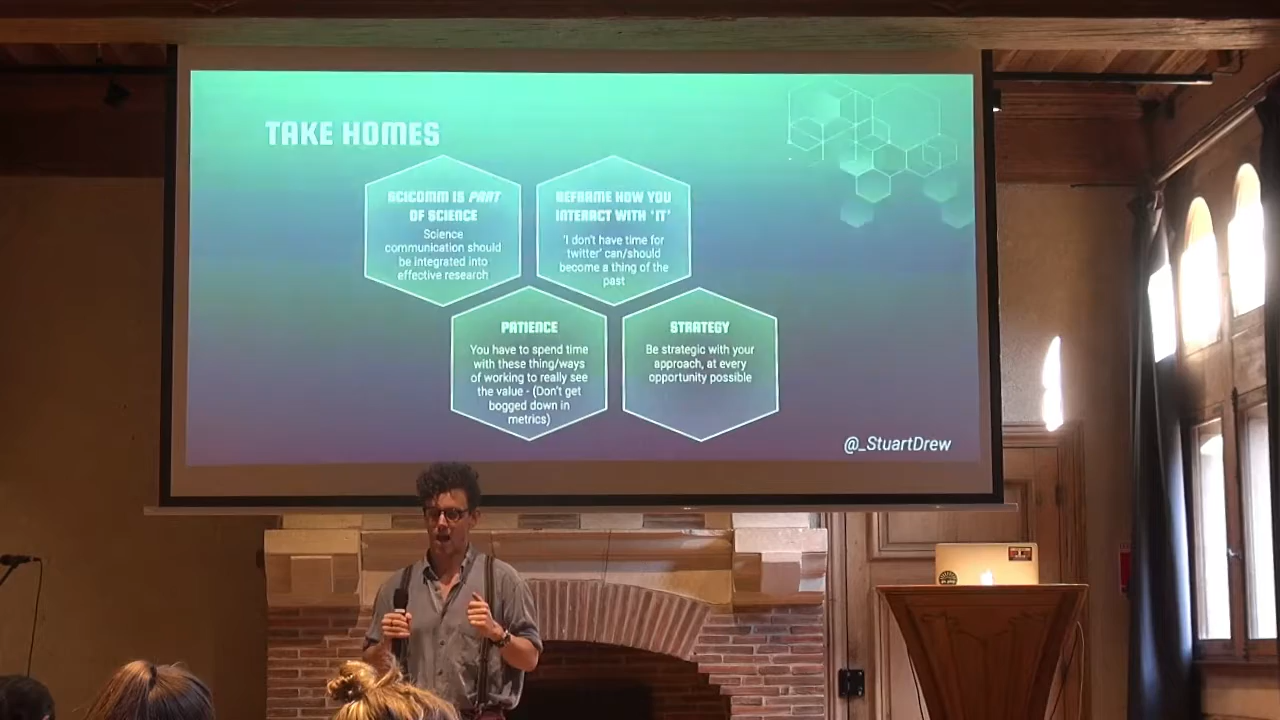 TAKE HOMES
SCICOMM IS PART
OF SCIENCE
Science
communication should
be integrated into
effective research
REFRAME HOW YOU
INTERACT WITH 'IT'
'I don't have time for
twitter' can/should
become a thing of the
past
PATIENCE
You have to spend time
with these thing/ways
of working to really see
the value - (Don't get
bogged down in
metrics)
STRATEGY
Be strategic with your
approach, at every
opportunity possible
@_StuartDrew